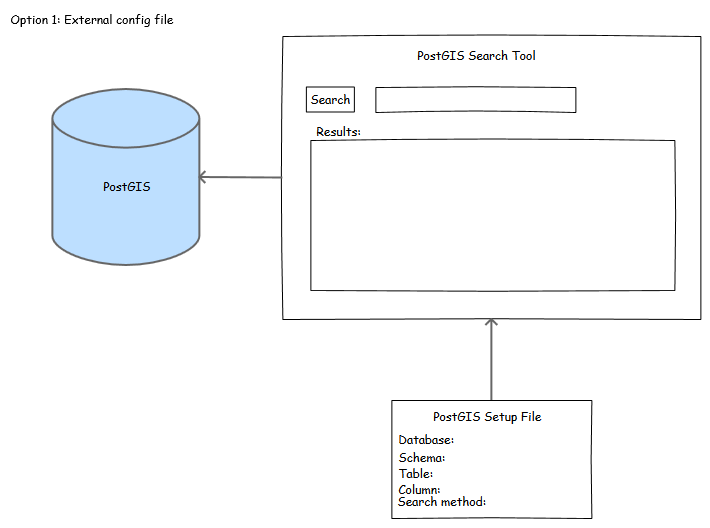 Option 1: External config file
PostGIS Search Tool
Search
Results:
PostGIS
PostGIS Setup File
Database:
Schema:
Table:
Column:
Search method: